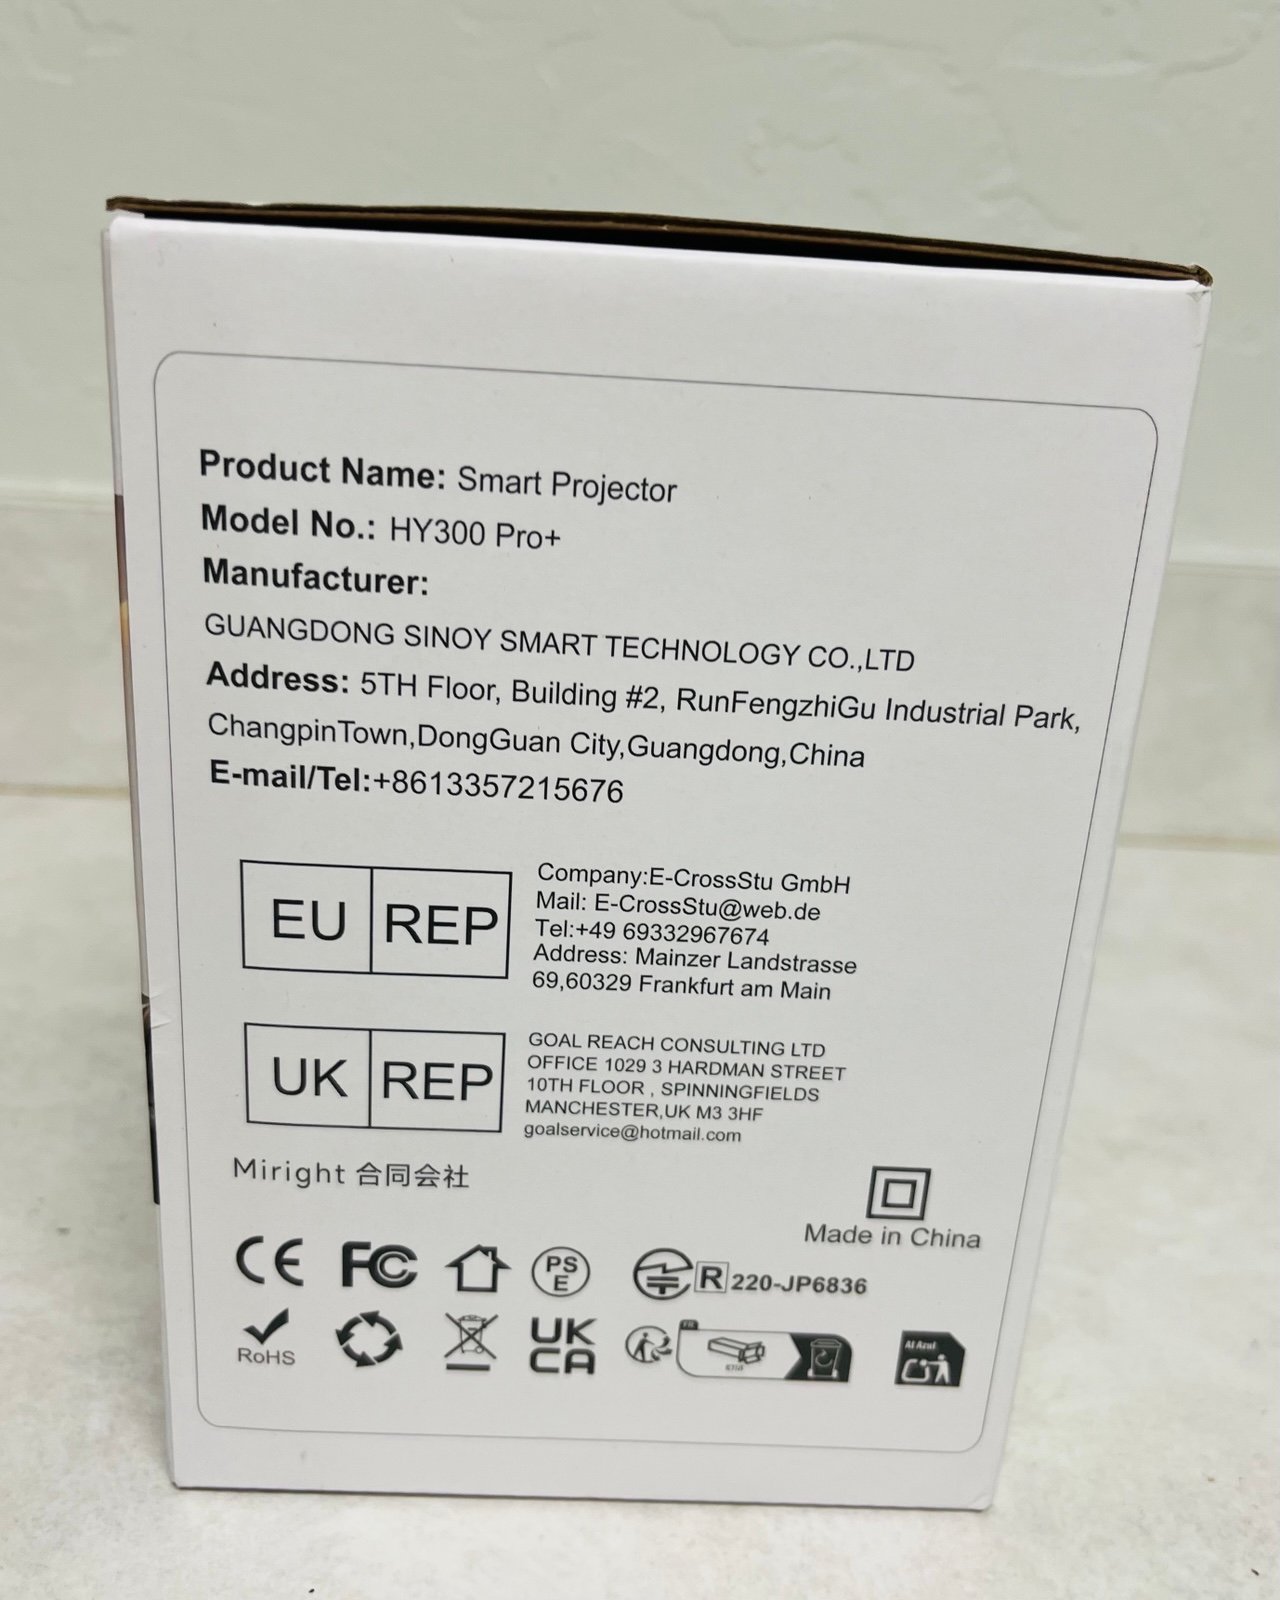 Product Name: Smart Projector
Model No.: HY300 Pro+
Manufacturer:
GUANGDONG SINOY SMART TECHNOLOGY CO.,LTD
Address: 5TH Floor, Building #2, RunFengzhiGu Industrial Park,
ChangpinTown,DongGuan City,Guangdong,China
E-mail/Tel:+8613357215676
EU REP
Company:E-CrossStu GmbH
Mail: E-CrossStu@web.de
Tel:+49 69332967674
Address: Mainzer Landstrasse
69,60329 Frankfurt am Main
UK REP
GOAL REACH CONSULTING LTD
OFFICE 1029 3 HARDMAN STREET
10TH FLOOR , SPINNINGFIELDS
MANCHESTER,UK M3 3HF
goalservice@hotmail.com
Miright 合同会社
Made in China
CE FC PSE R 220-JP6836
RoHS UK CA FR
Al Azul